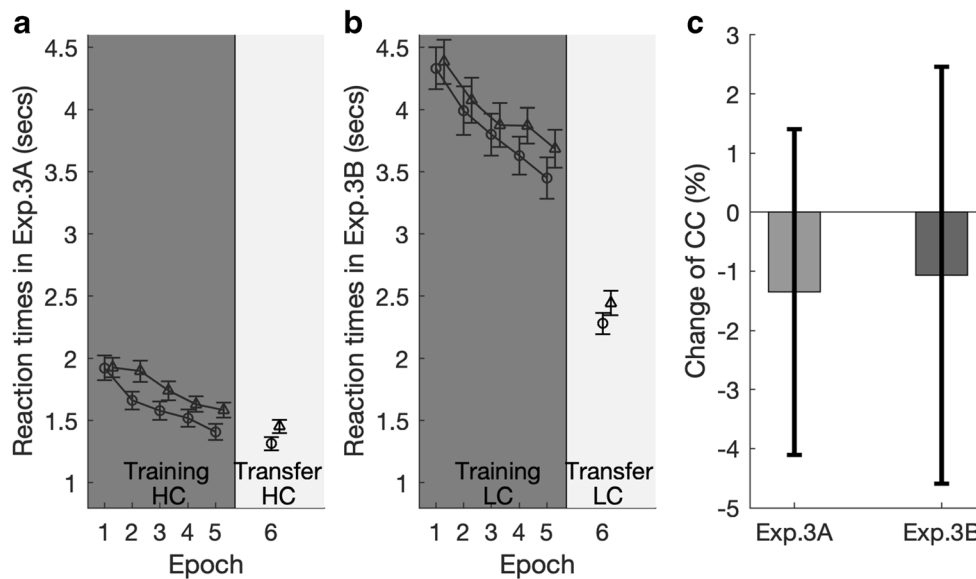 a
Reaction times in Exp.3A (secs)
4.5
4
3.5
3
2.5
2
1.5
1
Training
HC
Transfer
HC
1 2 3 4 5 6
Epoch
b
Reaction times in Exp.3B (secs)
4.5
4
3.5
3
2.5
2
1.5
1
Training
LC
Transfer
LC
1 2 3 4 5 6
Epoch
c
Change of CC (%)
3
2
1
0
-1
-2
-3
-4
-5
Exp.3A Exp.3B